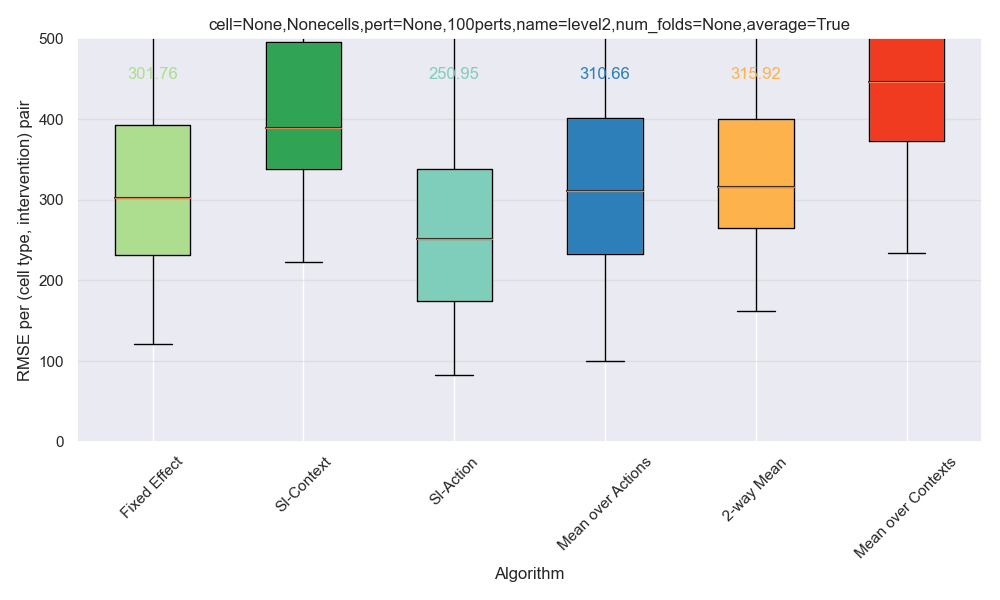 cell=None,Nonecells,pert=None,100perts,name=level2,num_folds=None,average=True
RMSE per (cell type, intervention) pair
500
400
300
200
100
0
301.76
250.95
310.66
315.92
Fixed Effect
SI-Context
SI-Action
Mean over Actions
2-way Mean
Mean over Contexts
Algorithm